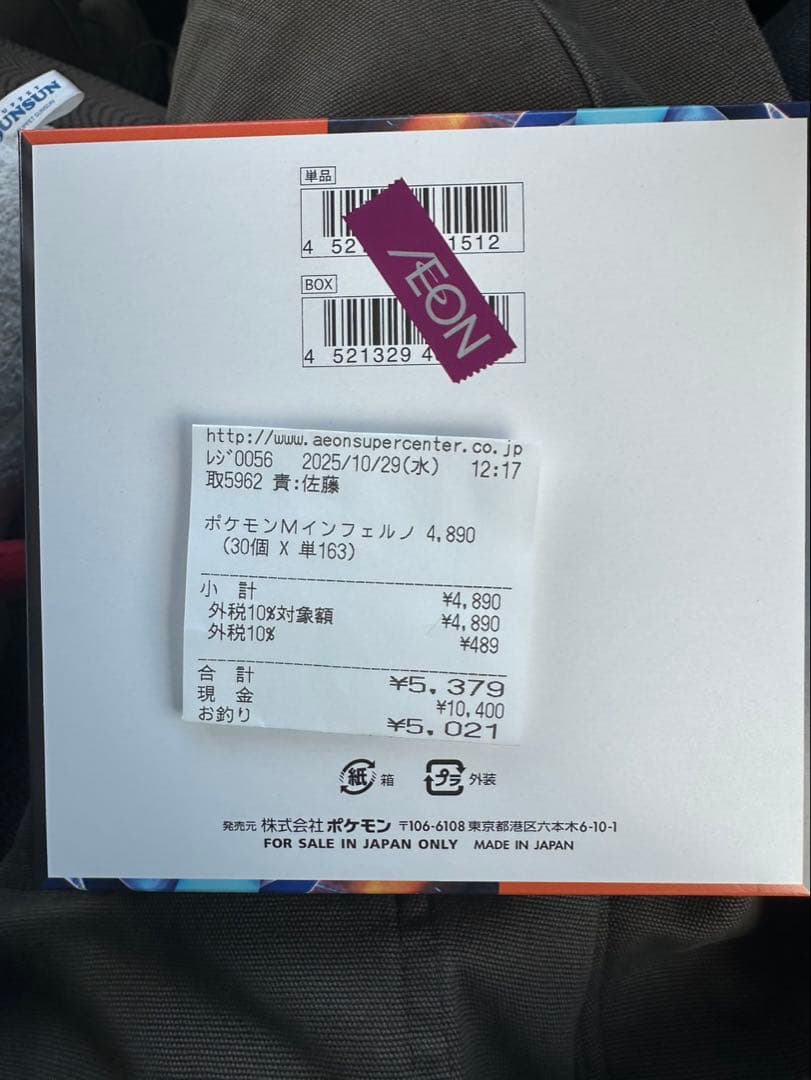 UPPET
UNSUN
PET SUNSUN
単品
4 52 1512
BOX
4 521329 4
ÆON
http://www.aeonsupercenter.co.jp
ﾚｼﾞ0056 2025/10/29(水) 12:17
取5962 責:佐藤
ポケモンMインフェルノ 4,890
(30個 X 単163)
小 計 ¥4,890
外税10%対象額 ¥4,890
外税10% ¥489
合 計 ¥5,379
現 金 ¥10,400
お釣り ¥5,021
紙 箱 プラ 外装
発売元 株式会社ポケモン 〒106-6108 東京都港区六本木6-10-1
FOR SALE IN JAPAN ONLY MADE IN JAPAN